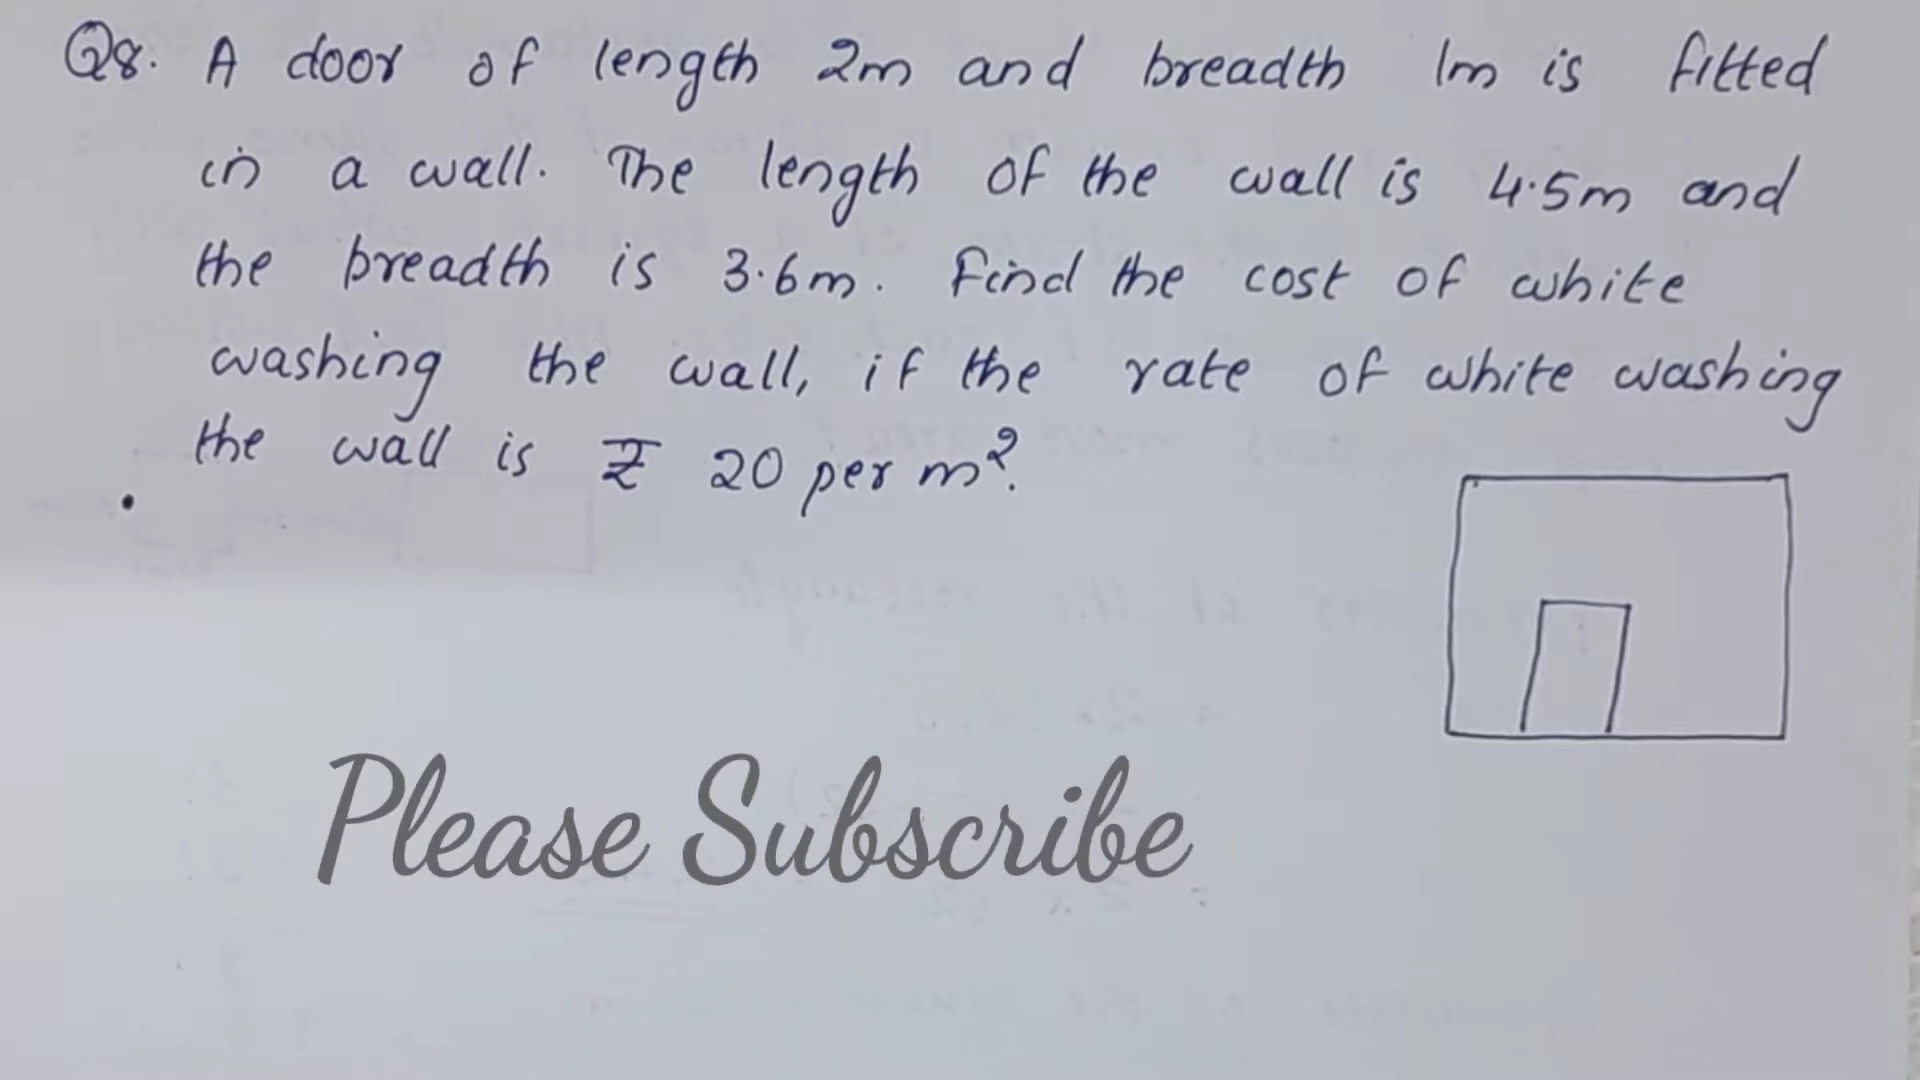 Q8. A door of length 2m and breadth 1m is fitted
in a wall. The length of the wall is 4.5m and
the breadth is 3.6m. Find the cost of white
washing the wall, if the rate of white washing
the wall is ₹ 20 per m².
Please Subscribe